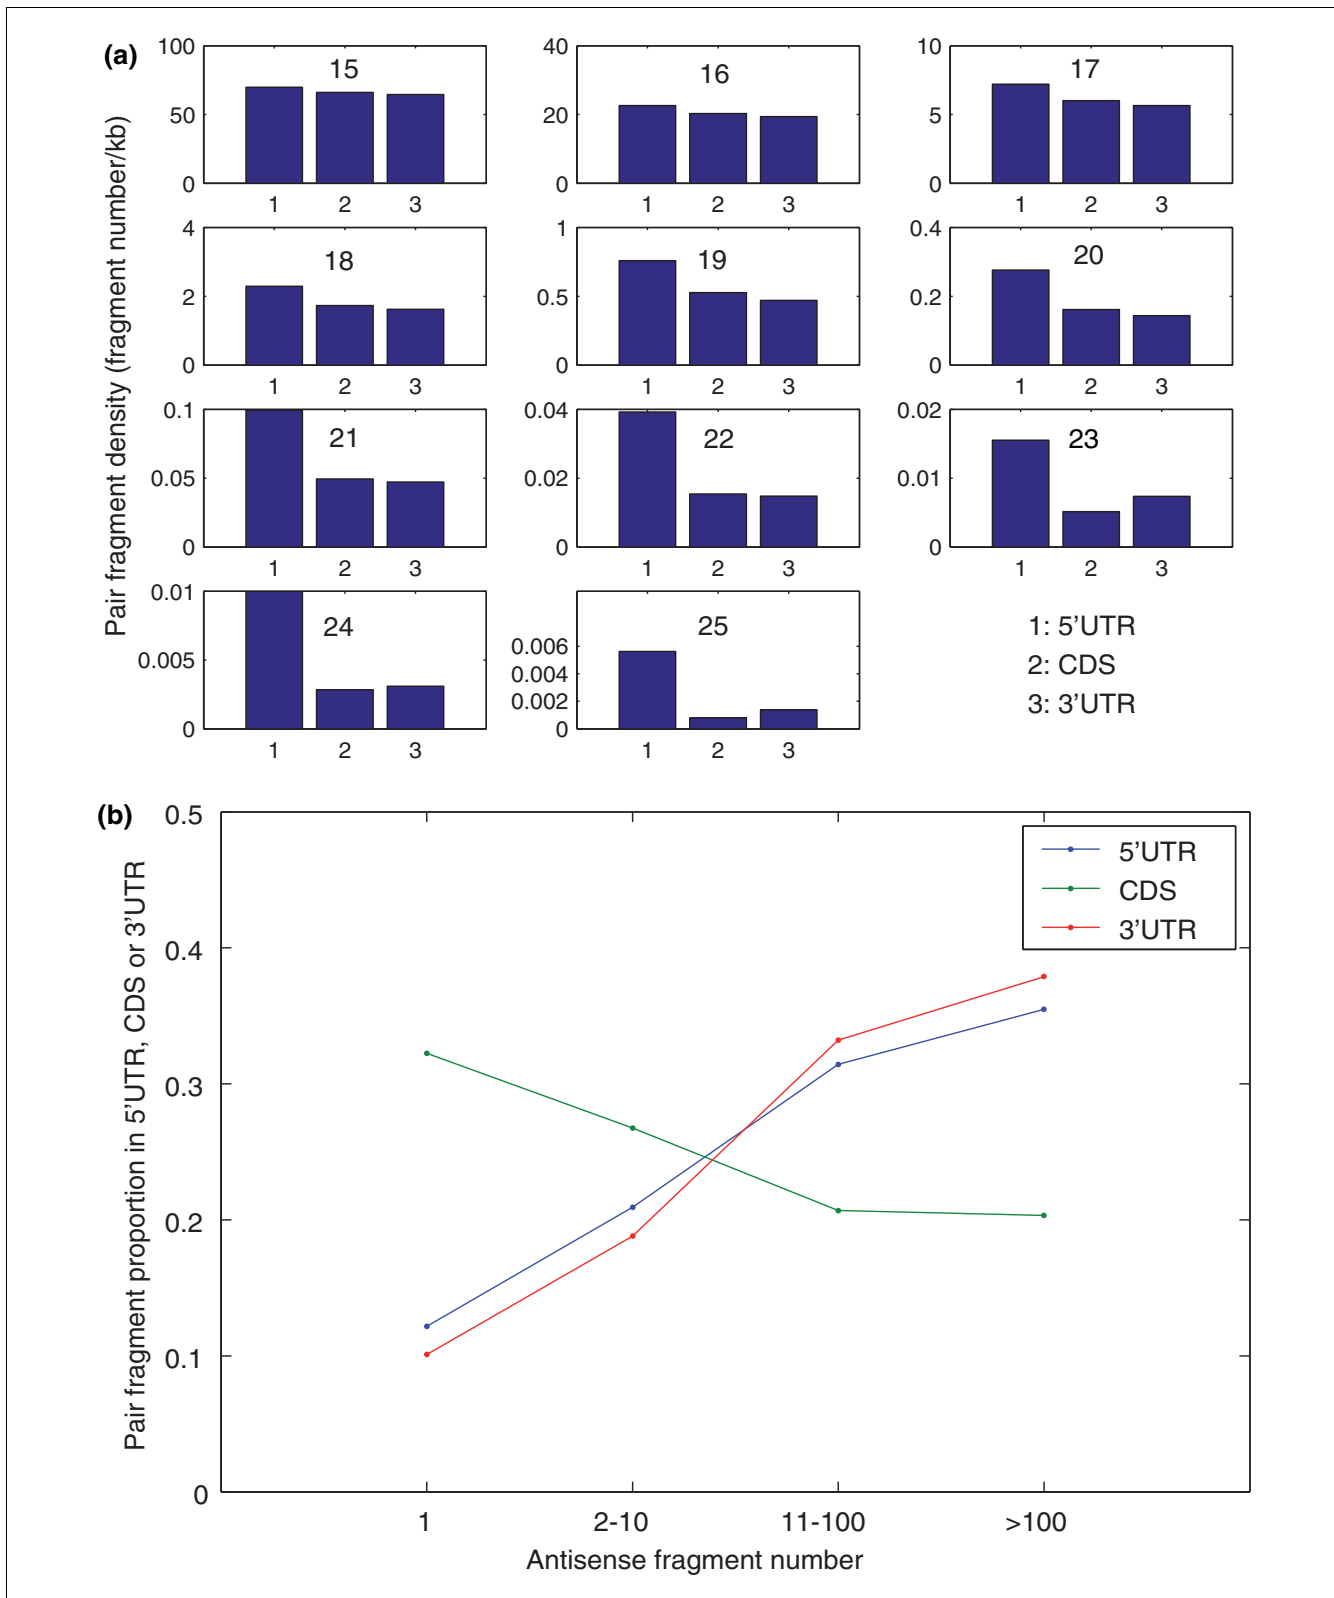 (a)
Pair fragment density (fragment number/kb)
100
50
0
15
1 2 3
40
20
0
16
1 2 3
10
5
0
17
1 2 3
4
2
0
18
1 2 3
1
0.5
0
19
1 2 3
0.4
0.2
0
20
1 2 3
0.1
0.05
0
21
1 2 3
0.04
0.02
0
22
1 2 3
0.02
0.01
0
23
1 2 3
0.01
0.005
0
24
1 2 3
0.006
0.004
0.002
0
25
1 2 3
1: 5’UTR
2: CDS
3: 3’UTR
(b)
Pair fragment proportion in 5’UTR, CDS or 3’UTR
0.5
0.4
0.3
0.2
0.1
0
5’UTR
CDS
3’UTR
1 2-10 11-100 >100
Antisense fragment number